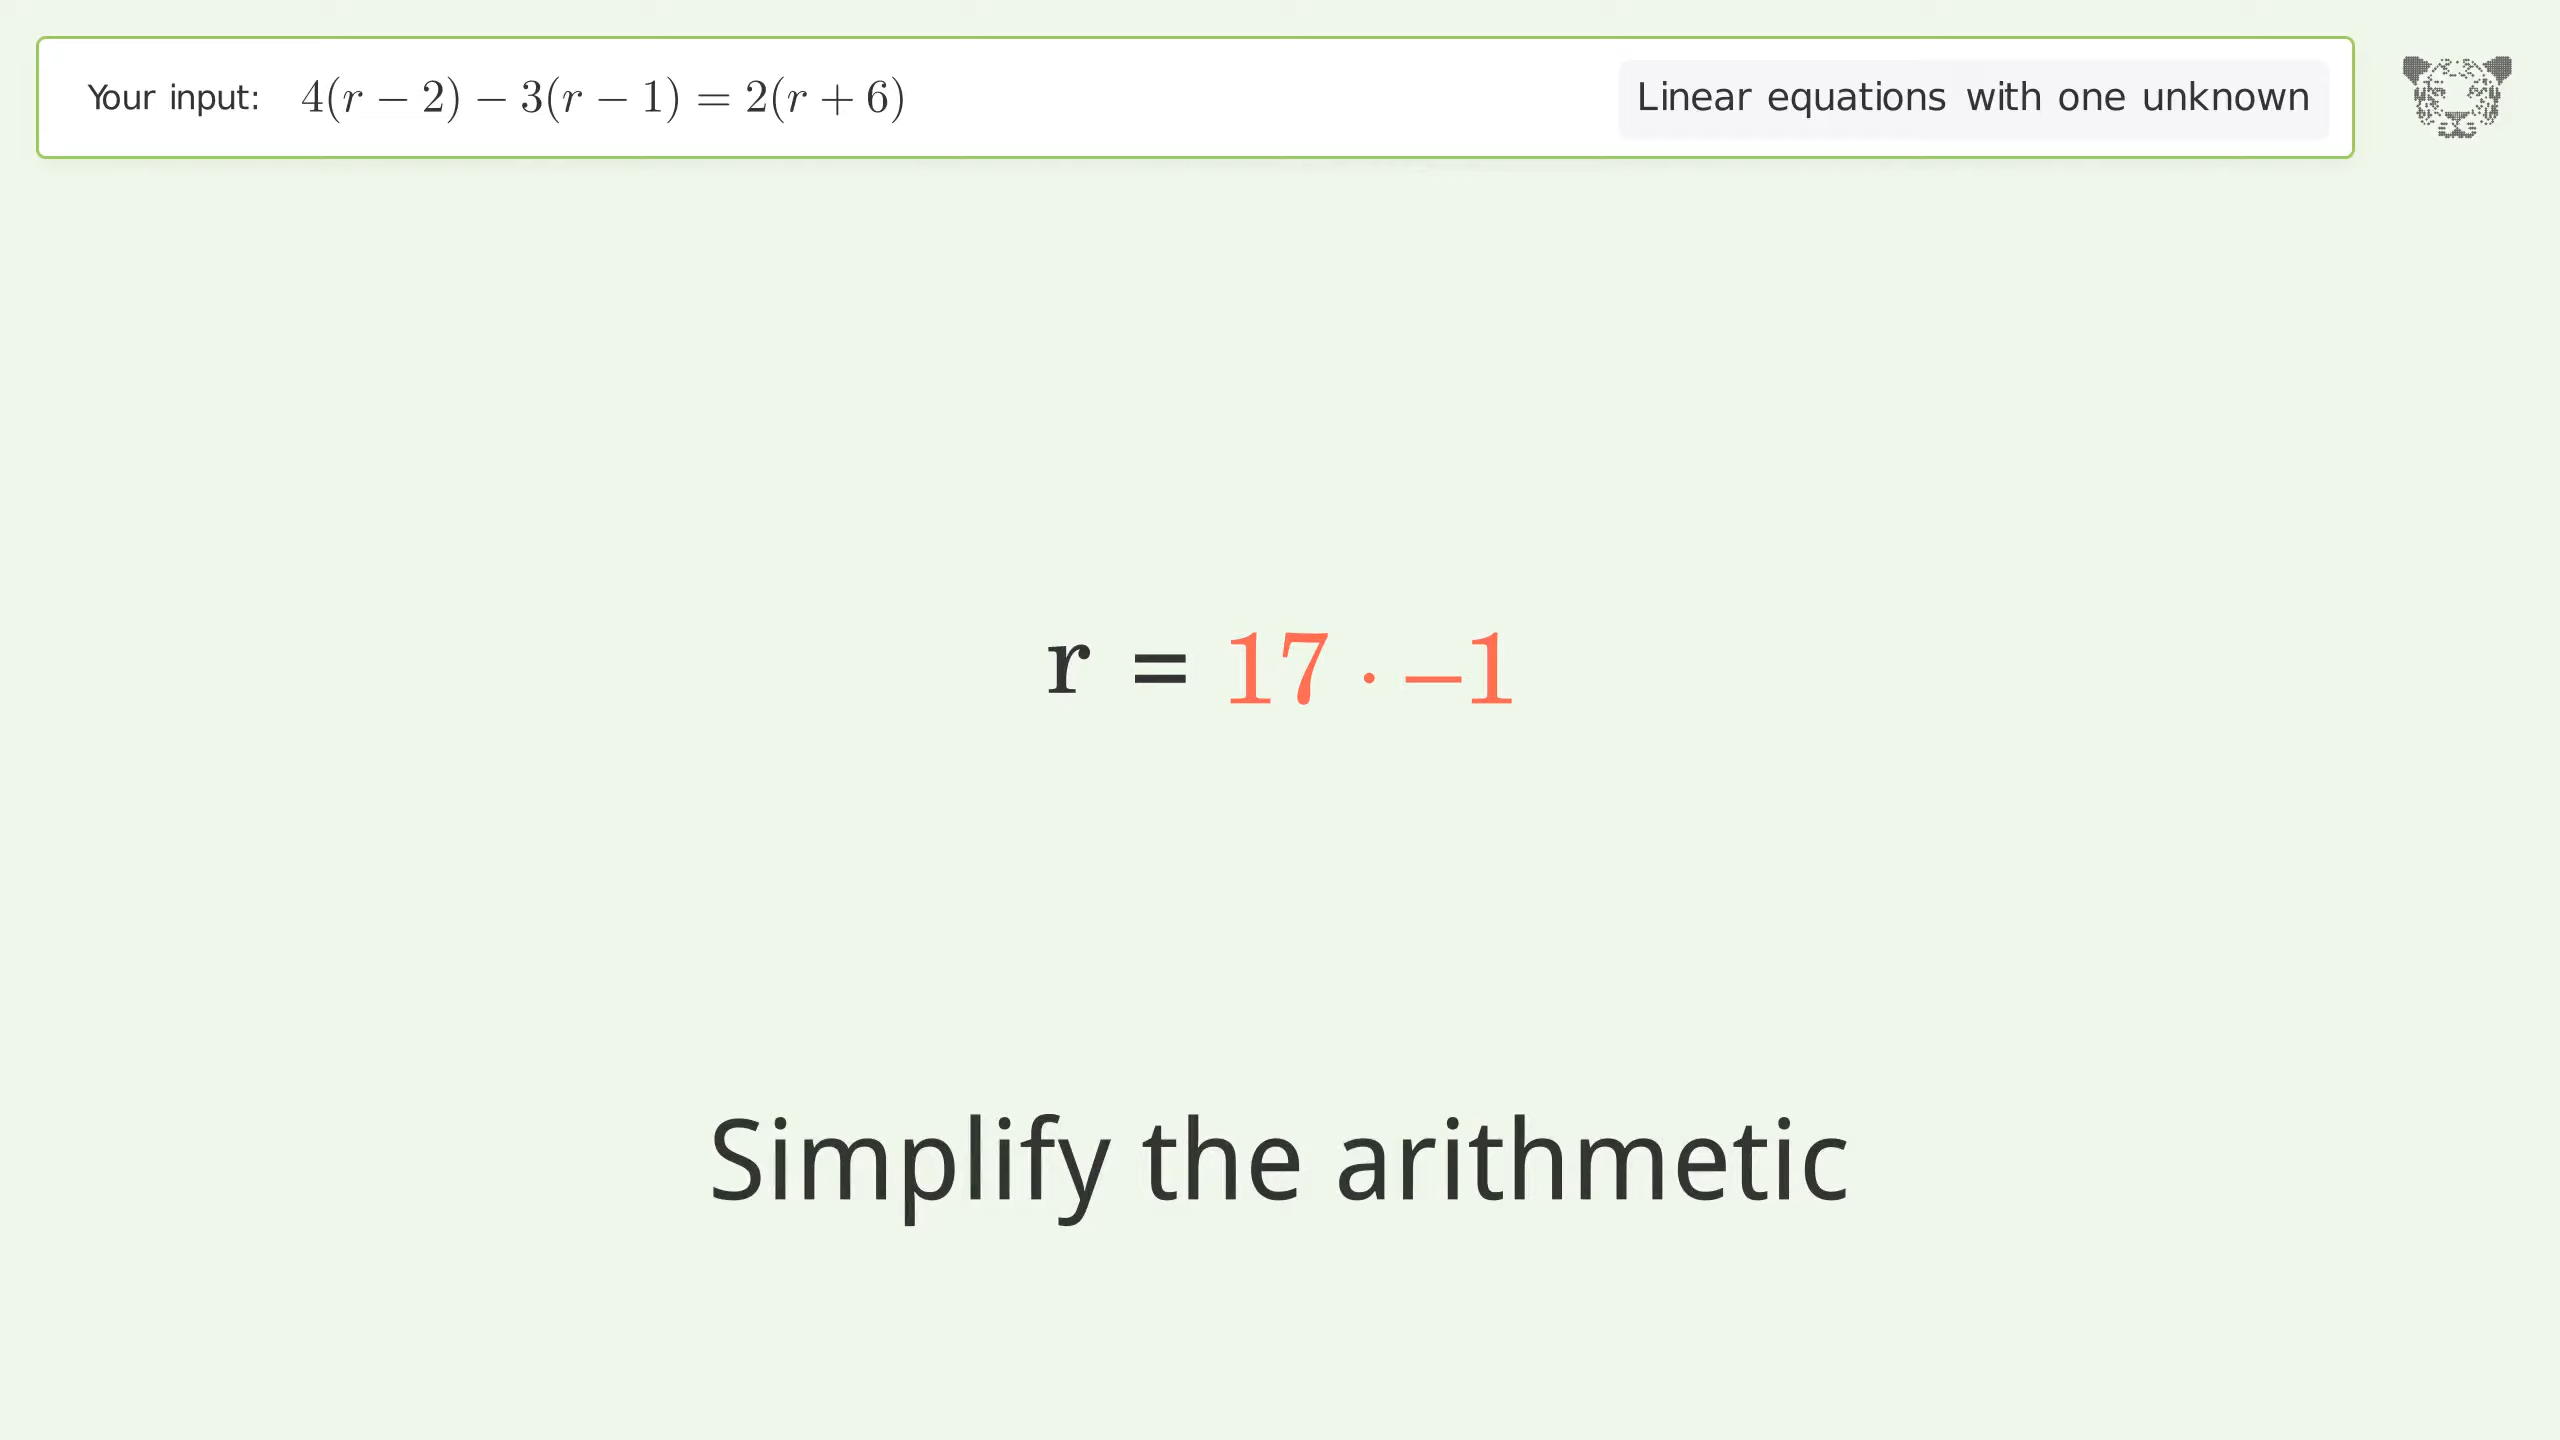 Your input: 4(r − 2) − 3(r − 1) = 2(r + 6)
Linear equations with one unknown
r = 17 · −1
Simplify the arithmetic